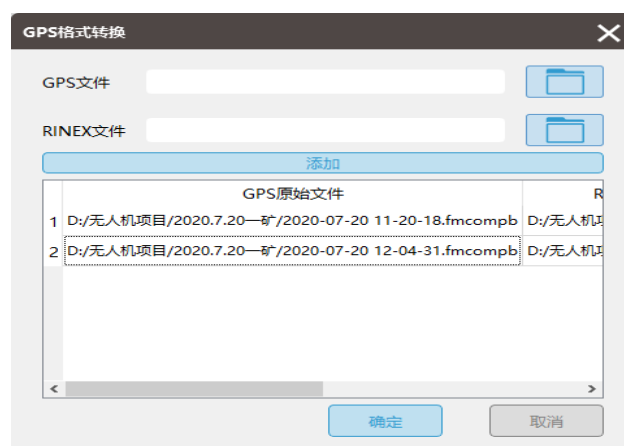 GPS格式转换
GPS文件
RINEX文件
添加
GPS原始文件 R
1 D:/无人机项目/2020.7.20一矿/2020-07-20 11-20-18.fmcompb D:/无人机项
2 D:/无人机项目/2020.7.20一矿/2020-07-20 12-04-31.fmcompb D:/无人机项
确定 取消